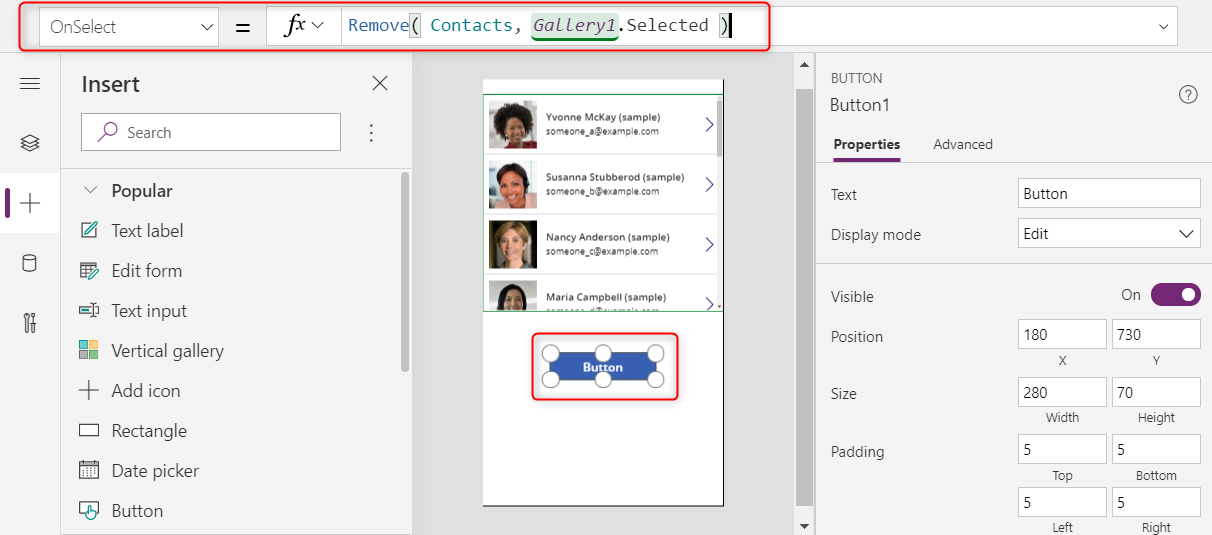 OnSelect = fx Remove( Contacts, Gallery1.Selected )
Insert
Search
Popular
Text label
Edit form
Text input
Vertical gallery
Add icon
Rectangle
Date picker
Button
Yvonne McKay (sample)
someone_a@example.com
Susanna Stubberod (sample)
someone_b@example.com
Nancy Anderson (sample)
someone_c@example.com
Maria Campbell (sample)
someone_d@example.com
Button
BUTTON
Button1
?
Properties Advanced
Text Button
Display mode Edit
Visible On
Position 180 730
X Y
Size 280 70
Width Height
Padding 5 5
Top Bottom
5 5
Left Right